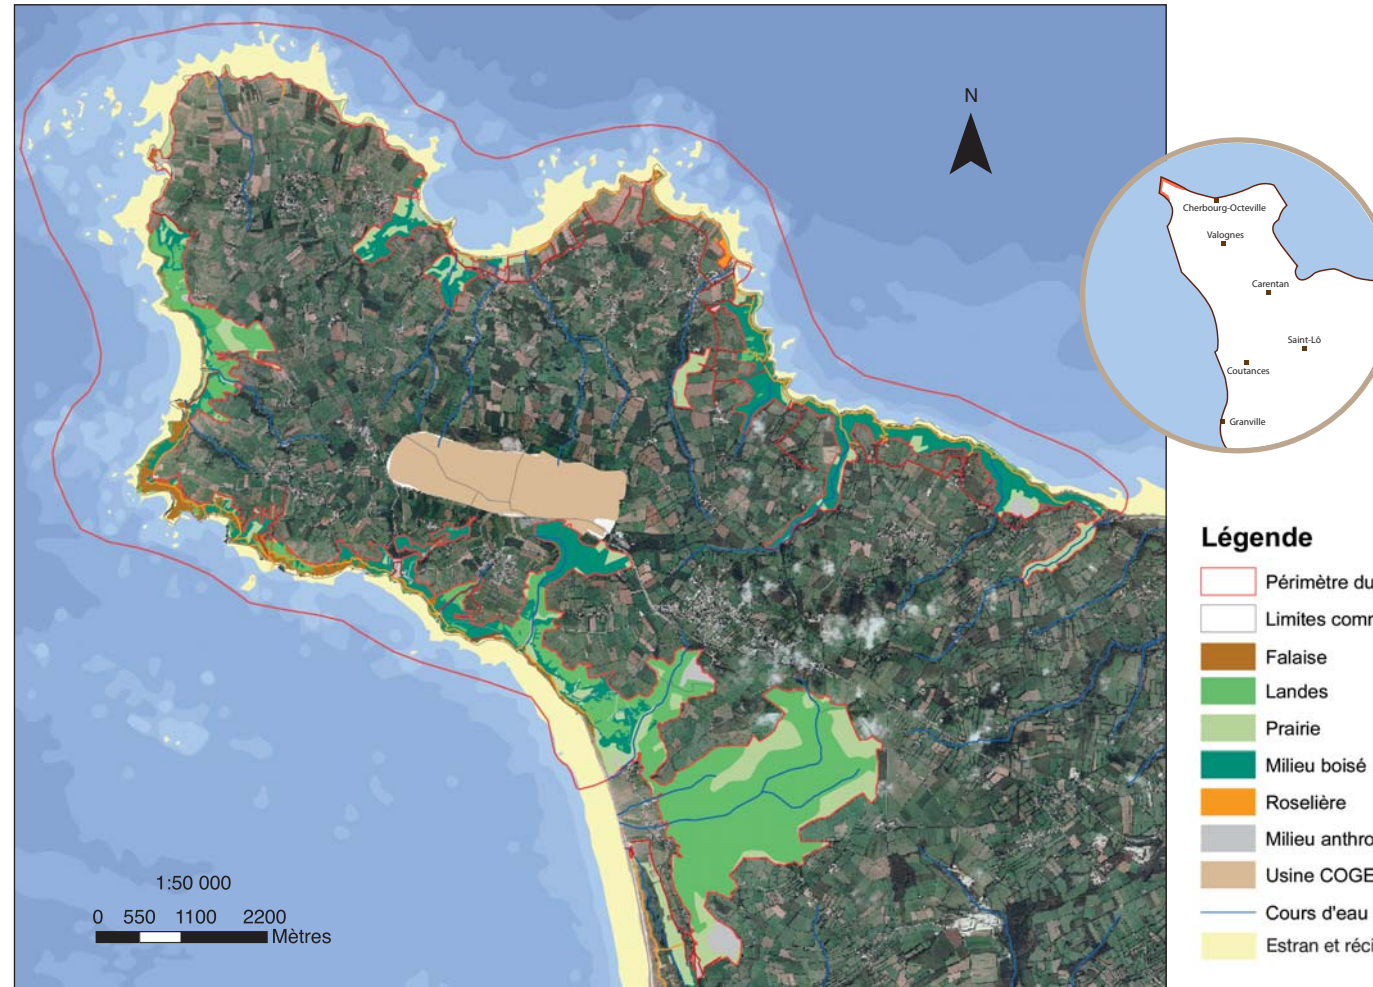 N
Cherbourg-Octeville
Valognes
Carentan
Saint-Lô
Coutances
Granville
Légende
Périmètre du
Limites comm
Falaise
Landes
Prairie
Milieu boisé
Roselière
Milieu anthro
Usine COGE
Cours d'eau
Estran et réci
1:50 000
0 550 1100 2200
Mètres